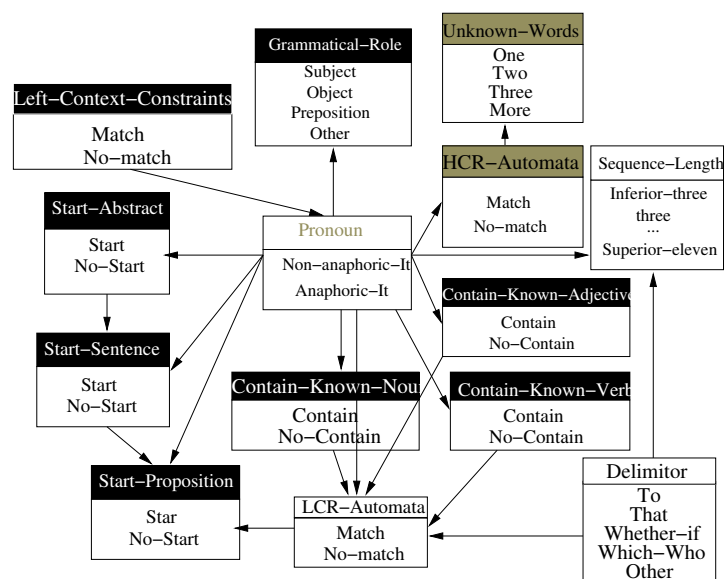 Grammatical−Role
Subject
Object
Preposition
Other
Unknown−Words
One
Two
Three
More
Left−Context−Constraints
Match
No−match
HCR−Automata
Match
No−match
Sequence−Length
Inferior−three
three
...
Superior−eleven
Start−Abstract
Start
No−Start
Pronoun
Non−anaphoric−It
Anaphoric−It
Contain−Known−Adjective
Contain
No−Contain
Start−Sentence
Start
No−Start
Contain−Known−Noun
Contain
No−Contain
Contain−Known−Verb
Contain
No−Contain
Start−Proposition
Star
No−Start
LCR−Automata
Match
No−match
Delimitor
To
That
Whether−if
Which−Who
Other